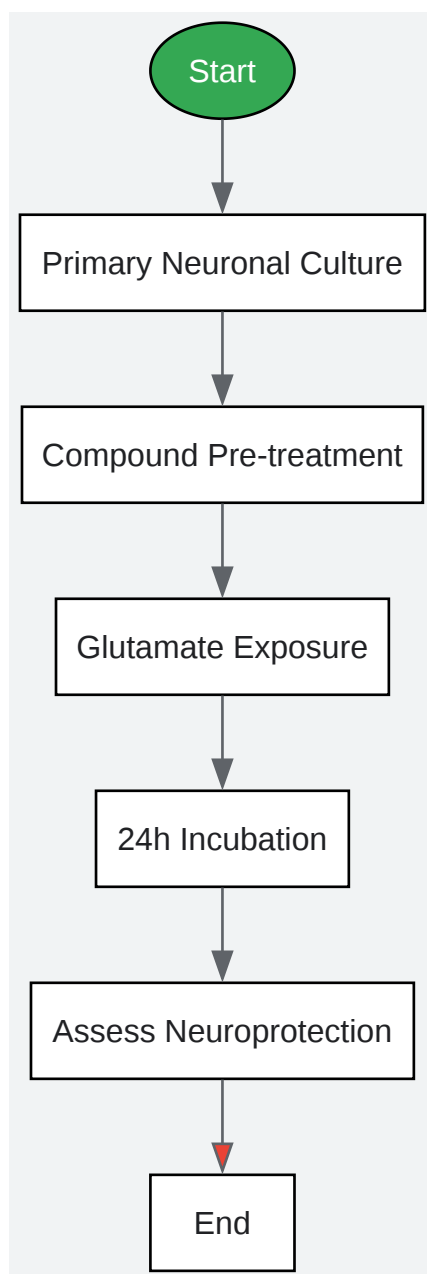 Start
Primary Neuronal Culture
Compound Pre-treatment
Glutamate Exposure
24h Incubation
Assess Neuroprotection
End